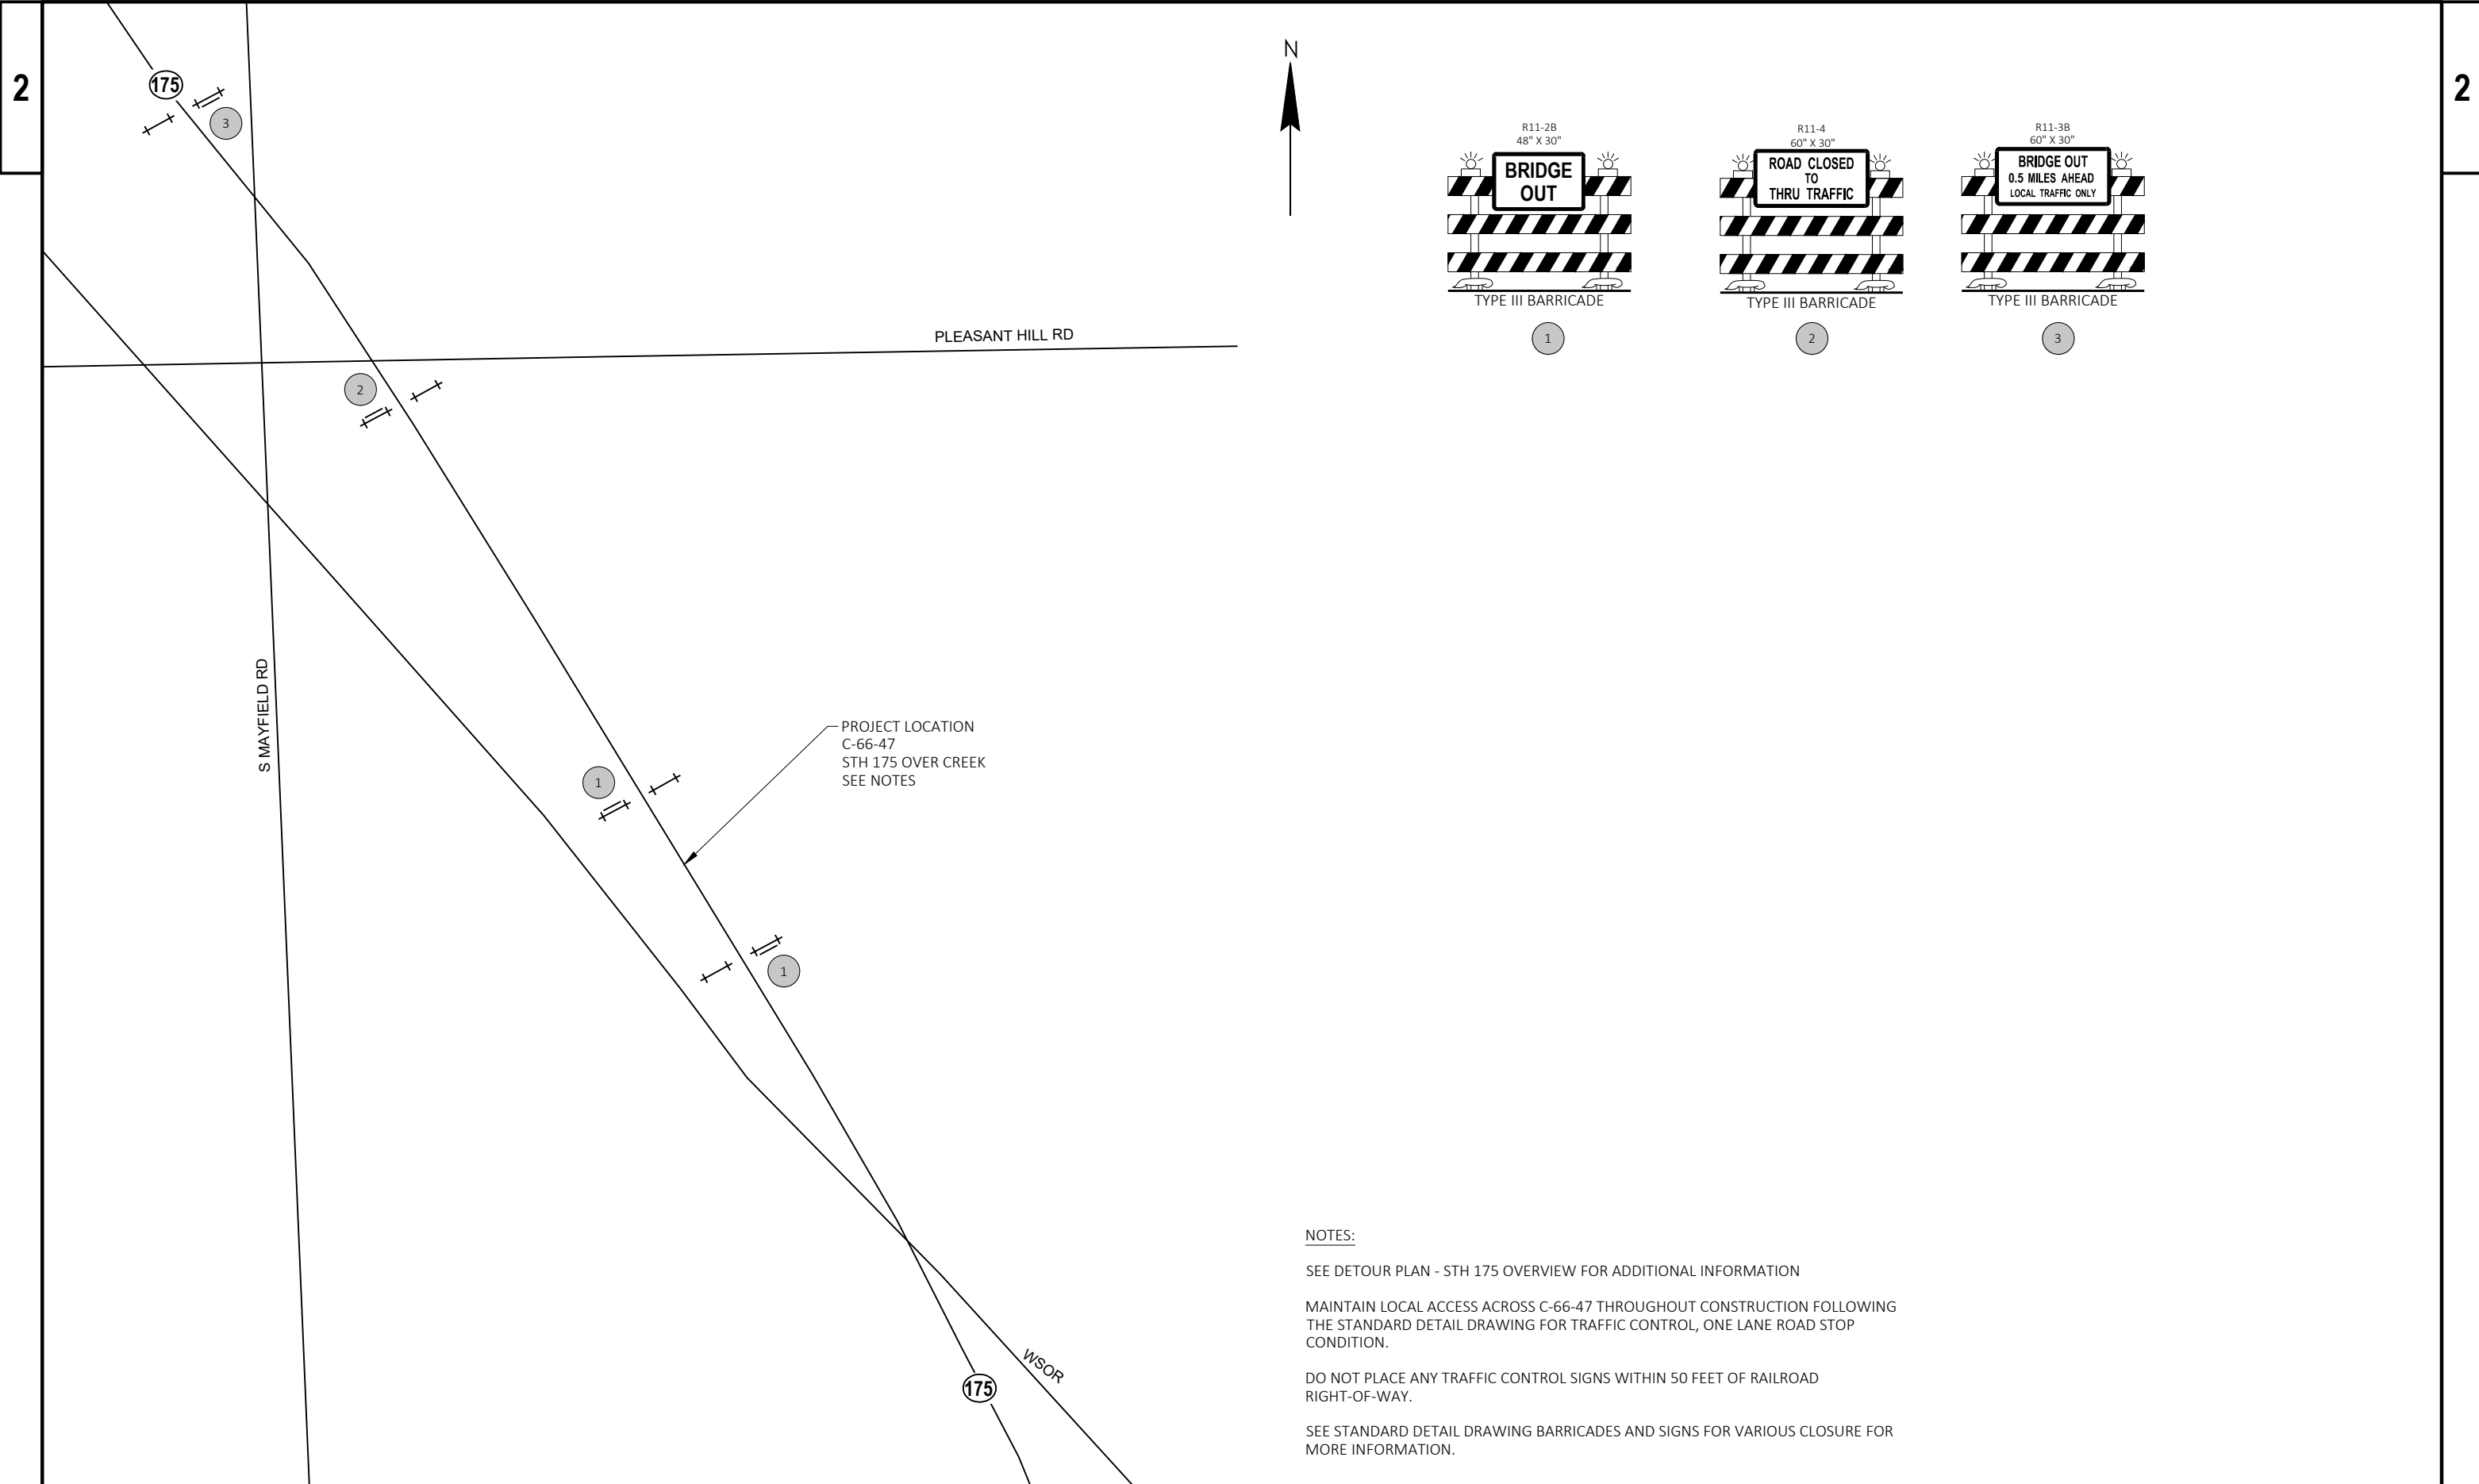 2
2
175
3
N
R11-2B
48" X 30"
BRIDGE
OUT
TYPE III BARRICADE
1
R11-4
60" X 30"
ROAD CLOSED
TO
THRU TRAFFIC
TYPE III BARRICADE
2
R11-3B
60" X 30"
BRIDGE OUT
0.5 MILES AHEAD
LOCAL TRAFFIC ONLY
TYPE III BARRICADE
3
PLEASANT HILL RD
2
S MAYFIELD RD
PROJECT LOCATION
C-66-47
STH 175 OVER CREEK
SEE NOTES
1
1
WSOR
175
NOTES:
SEE DETOUR PLAN - STH 175 OVERVIEW FOR ADDITIONAL INFORMATION
MAINTAIN LOCAL ACCESS ACROSS C-66-47 THROUGHOUT CONSTRUCTION FOLLOWING
THE STANDARD DETAIL DRAWING FOR TRAFFIC CONTROL, ONE LANE ROAD STOP
CONDITION.
DO NOT PLACE ANY TRAFFIC CONTROL SIGNS WITHIN 50 FEET OF RAILROAD
RIGHT-OF-WAY.
SEE STANDARD DETAIL DRAWING BARRICADES AND SIGNS FOR VARIOUS CLOSURE FOR
MORE INFORMATION.